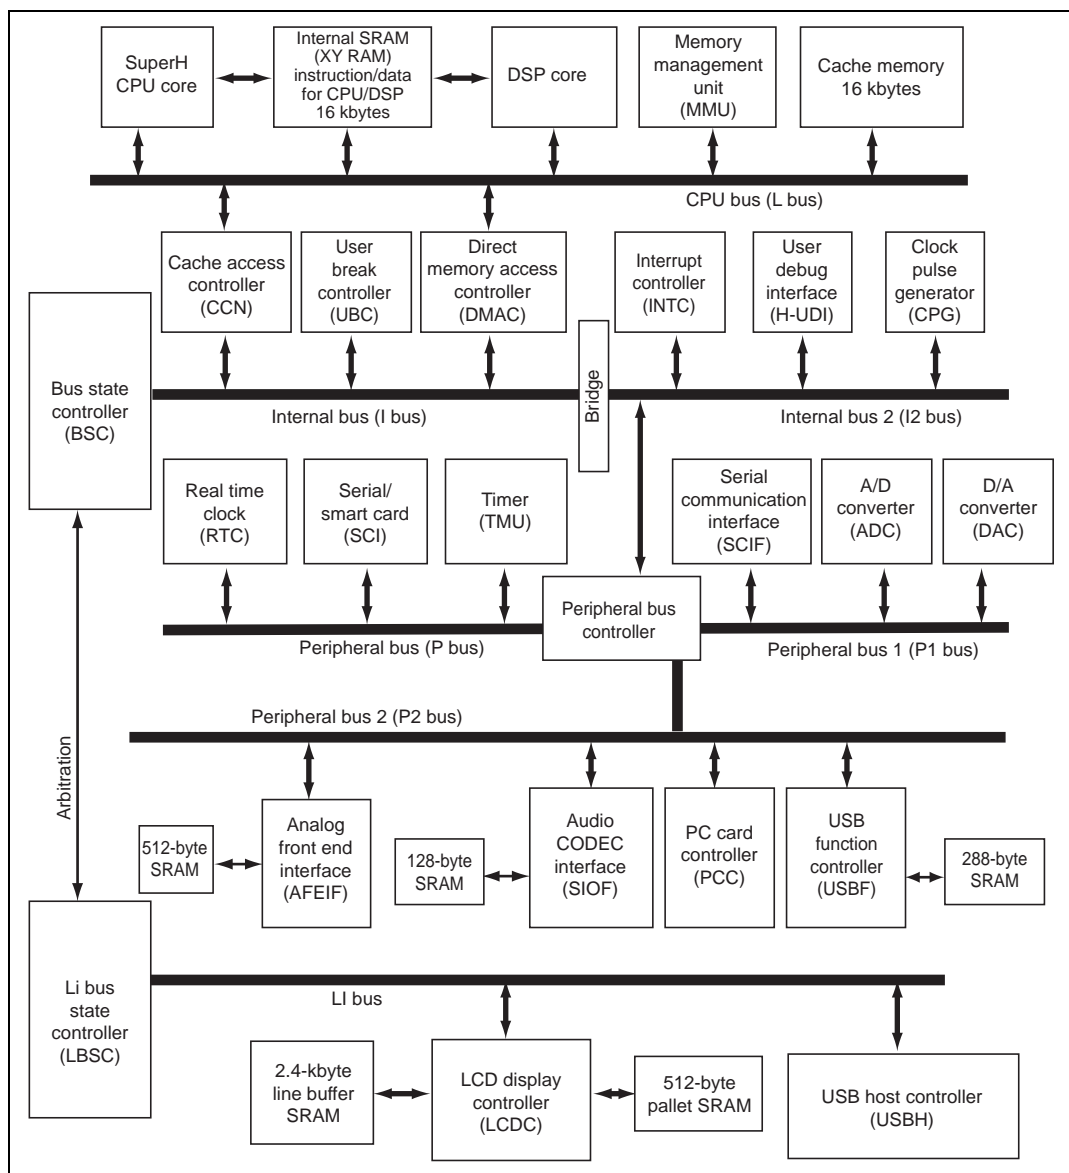 SuperH
CPU core
Internal SRAM
(XY RAM)
instruction/data
for CPU/DSP
16 kbytes
DSP core
Memory
management
unit
(MMU)
Cache memory
16 kbytes
CPU bus (L bus)
Cache access
controller
(CCN)
User
break
controller
(UBC)
Direct
memory access
controller
(DMAC)
Interrupt
controller
(INTC)
User
debug
interface
(H-UDI)
Clock
pulse
generator
(CPG)
Bus state
controller
(BSC)
Bridge
Internal bus (I bus)
Internal bus 2 (I2 bus)
Real time
clock
(RTC)
Serial/
smart card
(SCI)
Timer
(TMU)
Serial
communication
interface
(SCIF)
A/D
converter
(ADC)
D/A
converter
(DAC)
Peripheral bus
controller
Peripheral bus (P bus)
Peripheral bus 1 (P1 bus)
Peripheral bus 2 (P2 bus)
Arbitration
512-byte
SRAM
Analog
front end
interface
(AFEIF)
128-byte
SRAM
Audio
CODEC
interface
(SIOF)
PC card
controller
(PCC)
USB
function
controller
(USBF)
288-byte
SRAM
Li bus
state
controller
(LBSC)
LI bus
2.4-kbyte
line buffer
SRAM
LCD display
controller
(LCDC)
512-byte
pallet SRAM
USB host controller
(USBH)